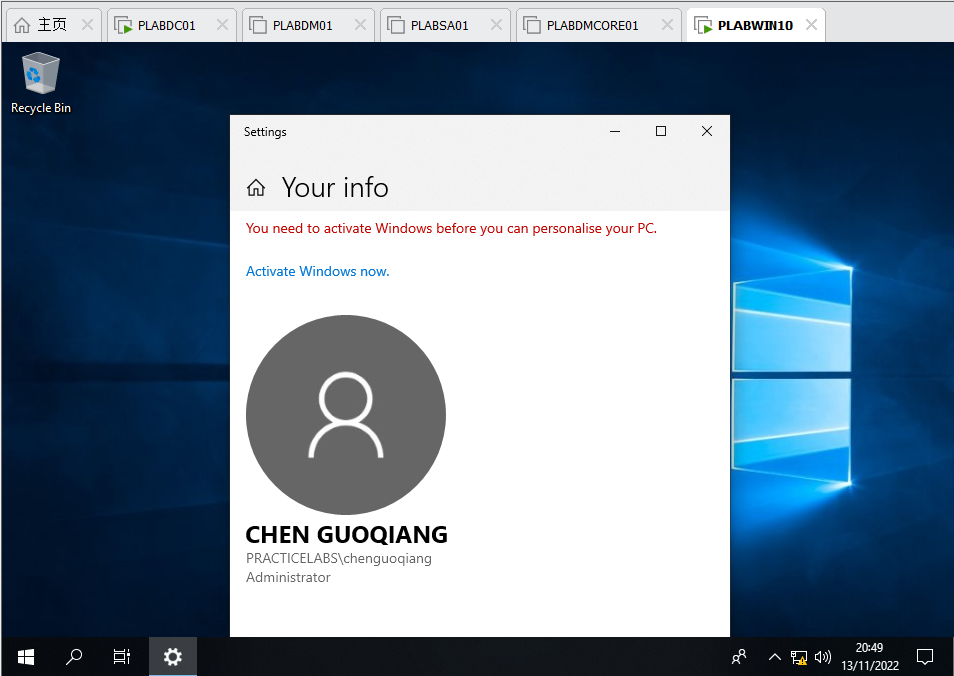 主页
PLABDC01
PLABDM01
PLABSA01
PLABDMCORE01
PLABWIN10
Recycle Bin
Settings
Your info
You need to activate Windows before you can personalise your PC.
Activate Windows now.
CHEN GUOQIANG
PRACTICELABS\chenguoqiang
Administrator
20:49
13/11/2022